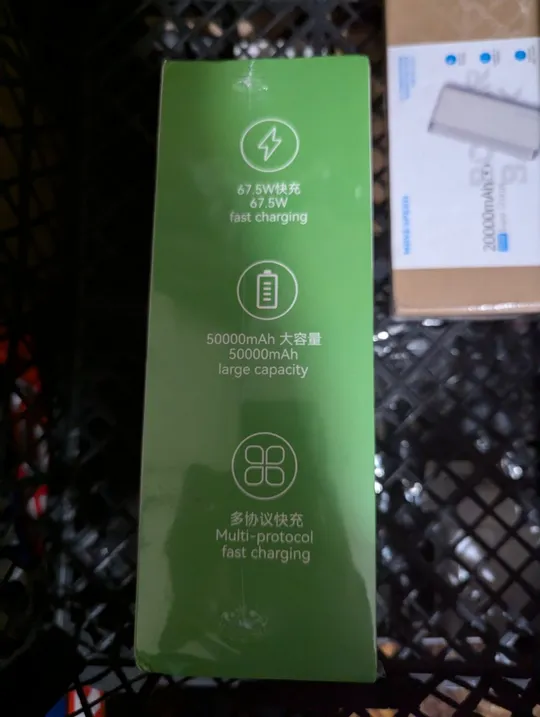 67.5W快充
67.5W
fast charging
50000mAh 大容量
50000mAh
large capacity
多协议快充
Multi-protocol
fast charging
20000mAh